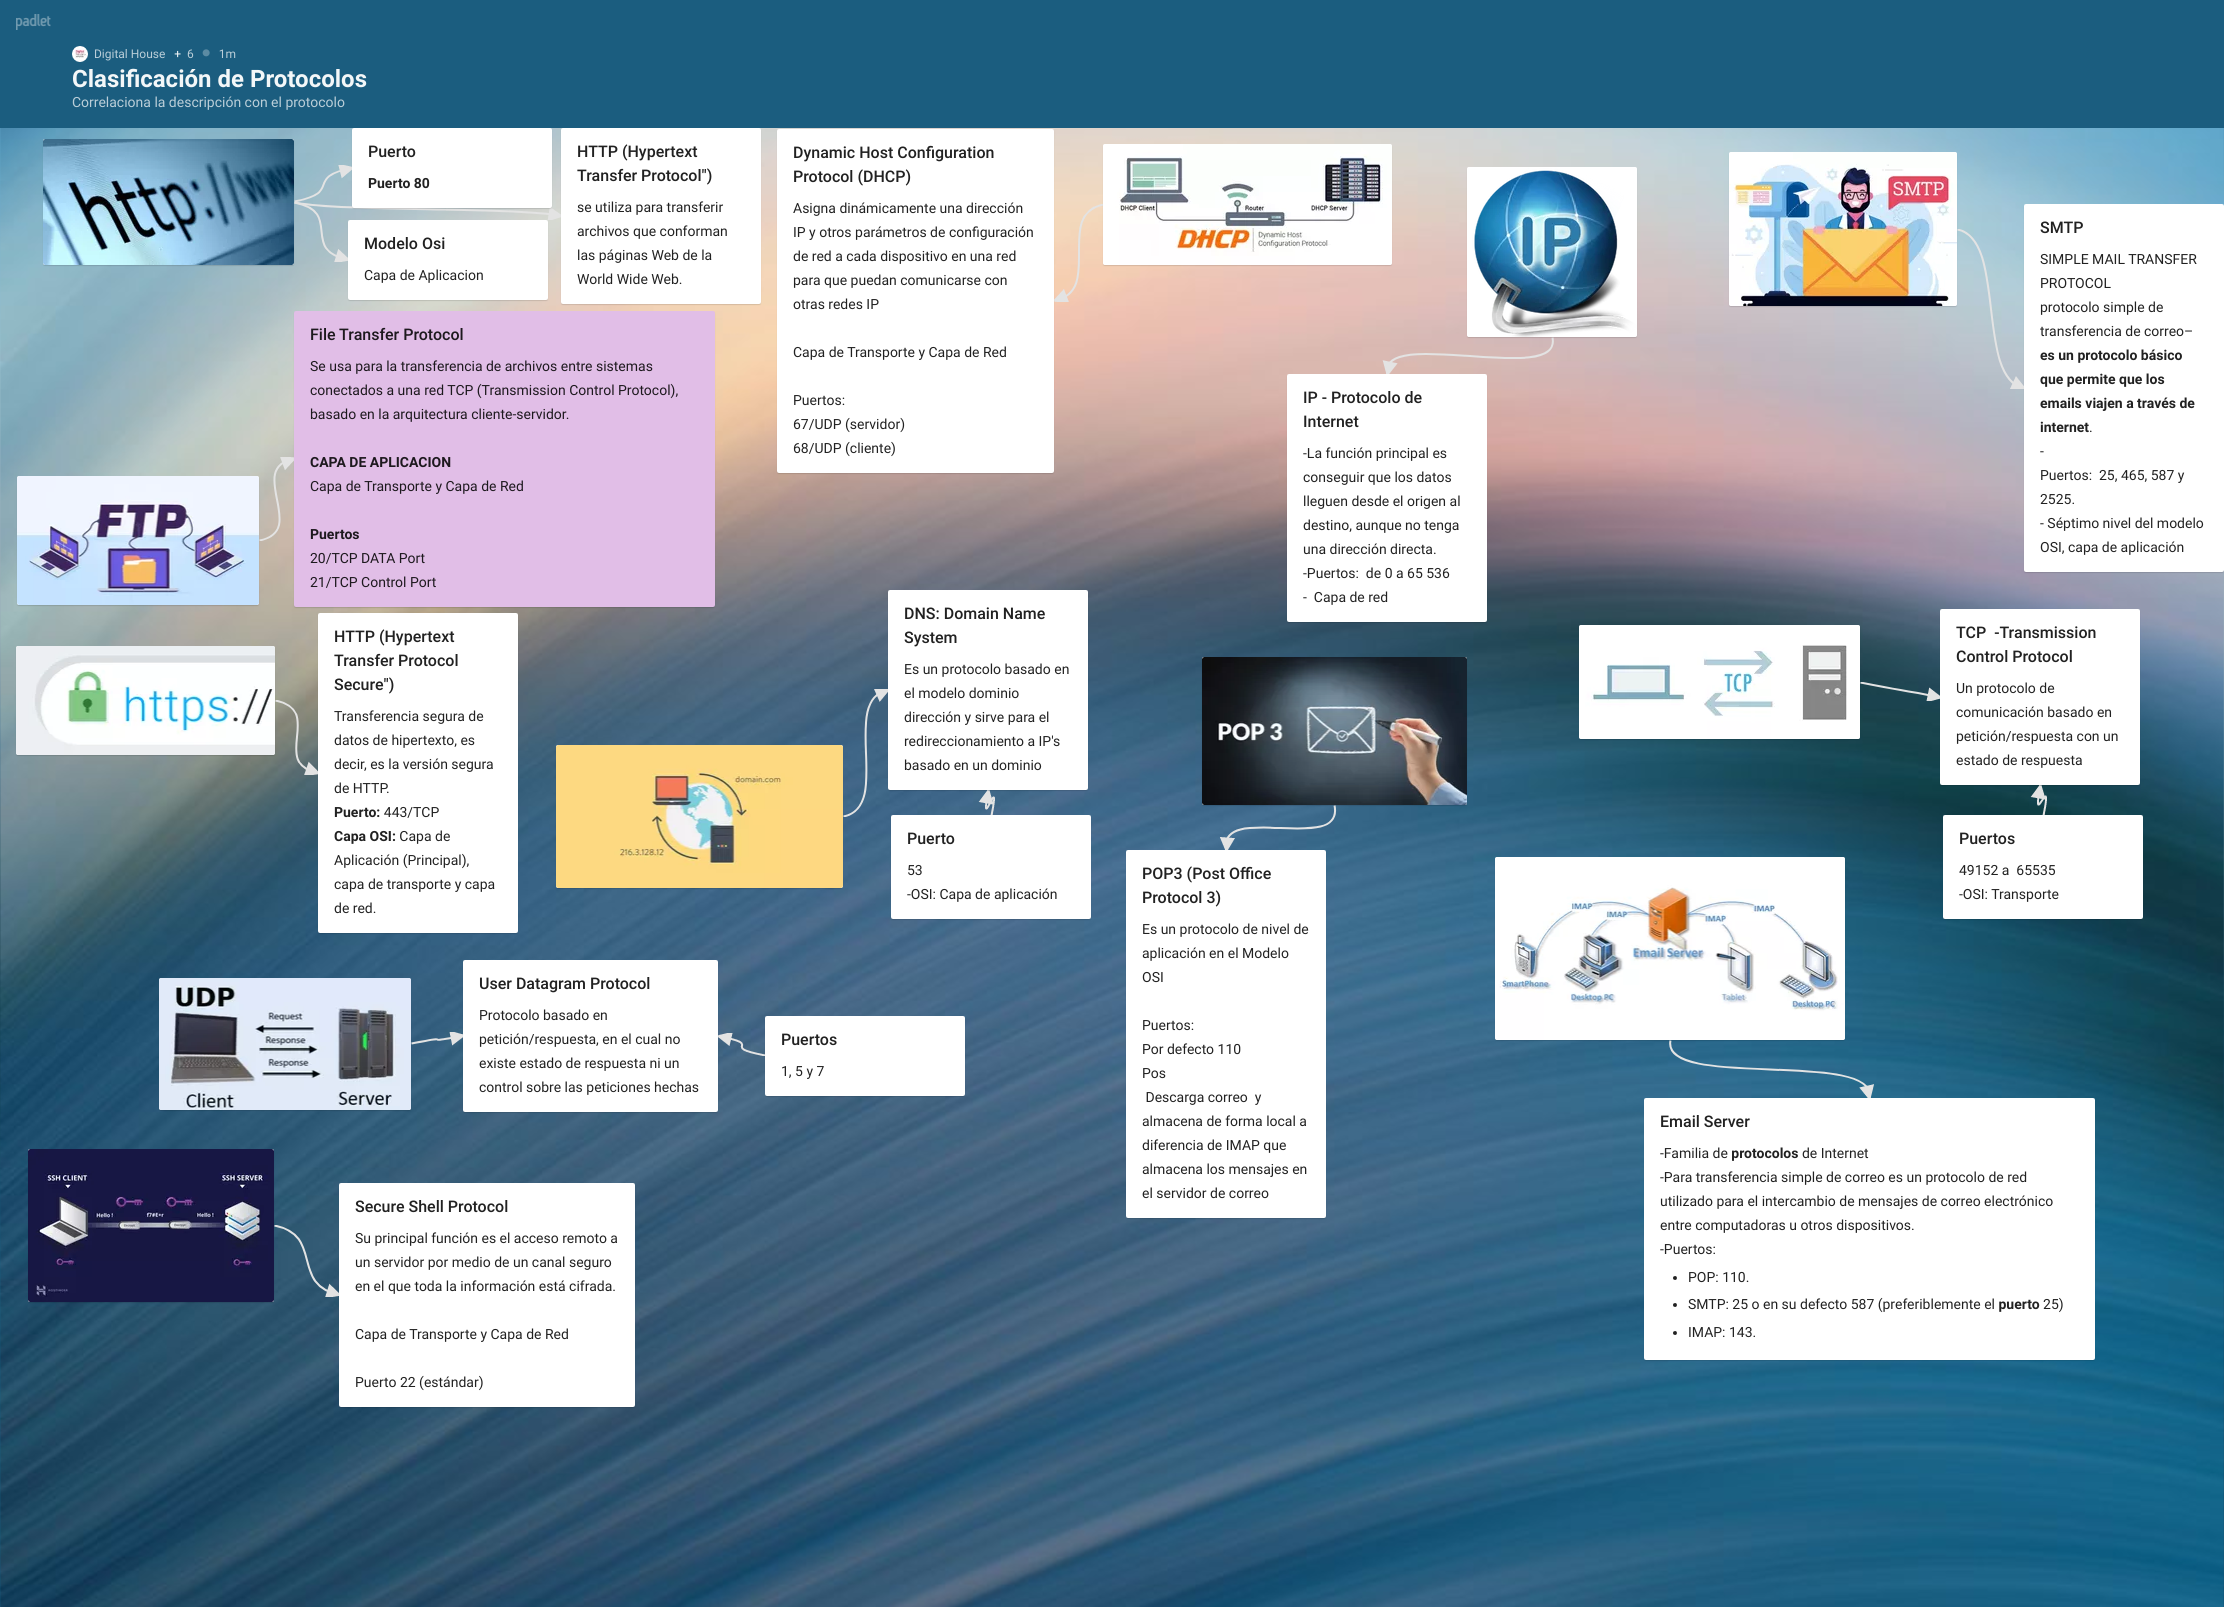 padlet
Digital House + 6 1m
Clasificación de Protocolos
Correlaciona la descripción con el protocolo
http://www
Puerto
Puerto 80
Modelo Osi
Capa de Aplicacion
HTTP (Hypertext
Transfer Protocol")
se utiliza para transferir
archivos que conforman
las páginas Web de la
World Wide Web.
Dynamic Host Configuration
Protocol (DHCP)
Asigna dinámicamente una dirección
IP y otros parámetros de configuración
de red a cada dispositivo en una red
para que puedan comunicarse con
otras redes IP
Capa de Transporte y Capa de Red
Puertos:
67/UDP (servidor)
68/UDP (cliente)
DHCP Client
Router
DHCP Server
DHCP
Dynamic Host
Configuration Protocol
IP
SMTP
SMTP
SIMPLE MAIL TRANSFER
PROTOCOL
protocolo simple de
transferencia de correo–
es un protocolo básico
que permite que los
emails viajen a través de
internet.
-
Puertos:  25, 465, 587 y
2525.
- Séptimo nivel del modelo
OSI, capa de aplicación
File Transfer Protocol
Se usa para la transferencia de archivos entre sistemas
conectados a una red TCP (Transmission Control Protocol),
basado en la arquitectura cliente-servidor.
CAPA DE APLICACION
Capa de Transporte y Capa de Red
Puertos
20/TCP DATA Port
21/TCP Control Port
FTP
IP - Protocolo de
Internet
-La función principal es
conseguir que los datos
lleguen desde el origen al
destino, aunque no tenga
una dirección directa.
-Puertos:  de 0 a 65 536
-  Capa de red
https://
HTTP (Hypertext
Transfer Protocol
Secure")
Transferencia segura de
datos de hipertexto, es
decir, es la versión segura
de HTTP.
Puerto: 443/TCP
Capa OSI: Capa de
Aplicación (Principal),
capa de transporte y capa
de red.
domain.com
216.3.128.12
DNS: Domain Name
System
Es un protocolo basado en
el modelo dominio
dirección y sirve para el
redireccionamiento a IP's
basado en un dominio
Puerto
53
-OSI: Capa de aplicación
POP 3
POP3 (Post Office
Protocol 3)
Es un protocolo de nivel de
aplicación en el Modelo
OSI
Puertos:
Por defecto 110
Pos
Descarga correo  y
almacena de forma local a
diferencia de IMAP que
almacena los mensajes en
el servidor de correo
TCP
TCP  -Transmission
Control Protocol
Un protocolo de
comunicación basado en
petición/respuesta con un
estado de respuesta
Puertos
49152 a  65535
-OSI: Transporte
IMAP
IMAP
IMAP
IMAP
Email Server
SmartPhone
Desktop PC
Tablet
Desktop PC
Email Server
-Familia de protocolos de Internet
-Para transferencia simple de correo es un protocolo de red
utilizado para el intercambio de mensajes de correo electrónico
entre computadoras u otros dispositivos.
-Puertos:
• POP: 110.
• SMTP: 25 o en su defecto 587 (preferiblemente el puerto 25)
• IMAP: 143.
UDP
Request
Response
Response
Client
Server
User Datagram Protocol
Protocolo basado en
petición/respuesta, en el cual no
existe estado de respuesta ni un
control sobre las peticiones hechas
Puertos
1, 5 y 7
SSH CLIENT
SSH SERVER
Hello !
f7#E+r
Hello !
Secure Shell Protocol
Su principal función es el acceso remoto a
un servidor por medio de un canal seguro
en el que toda la información está cifrada.
Capa de Transporte y Capa de Red
Puerto 22 (estándar)